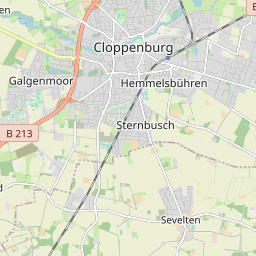 B
Cloppenburg
Galgenmoor
Hemmelsbühren
B
Sternbusch
B 213
d
Sevelten